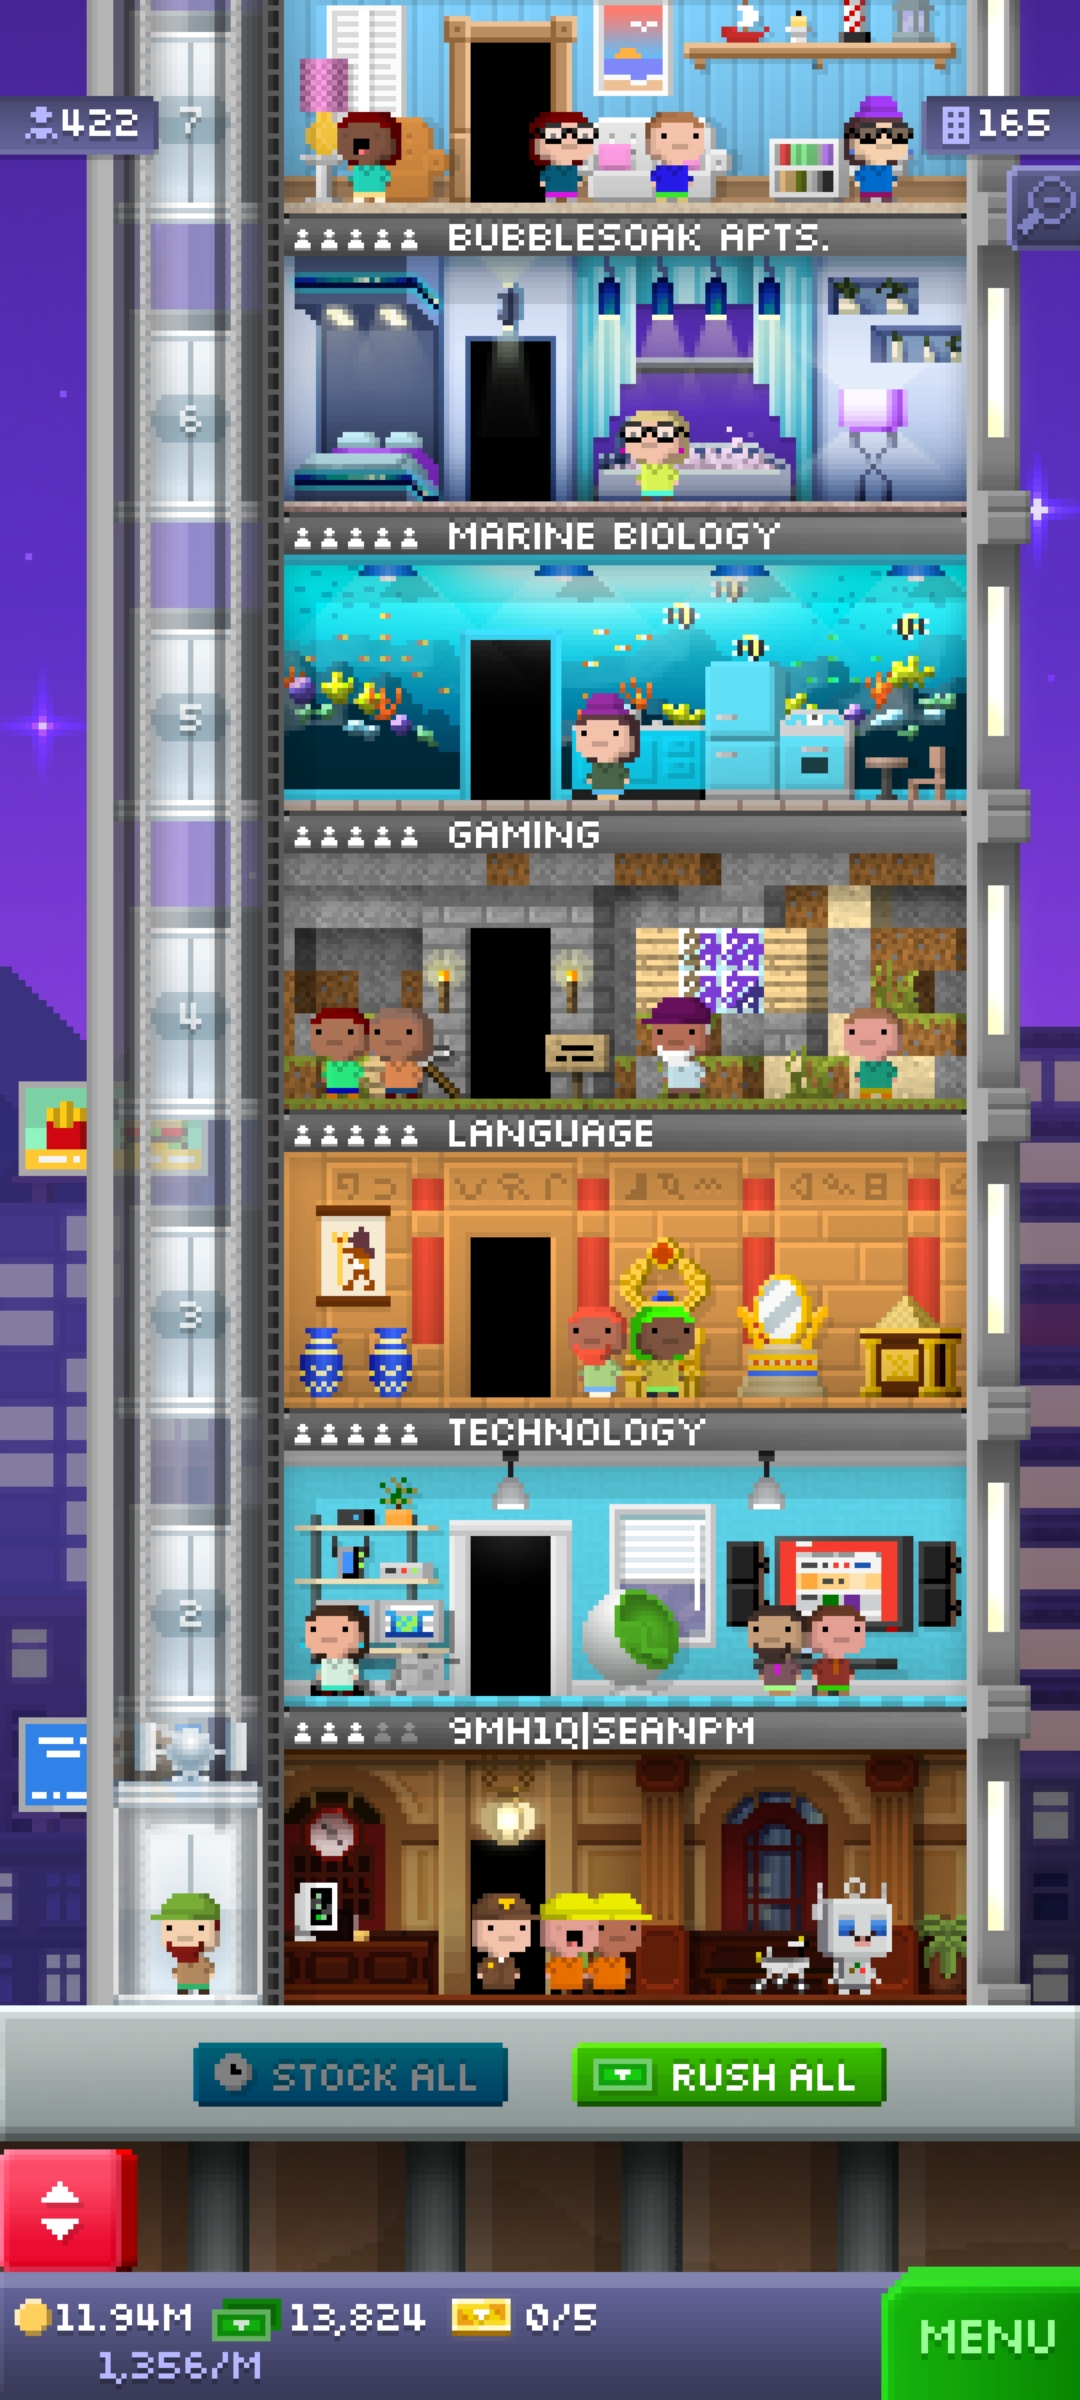 422
7
165
BUBBLESOAK APTS.
6
MARINE BIOLOGY
5
GAMING
4
LANGUAGE
3
TECHNOLOGY
2
9MH1Q|SEANPM
STOCK ALL
RUSH ALL
11.94M 13,824 0/5
1,356/M
MENU